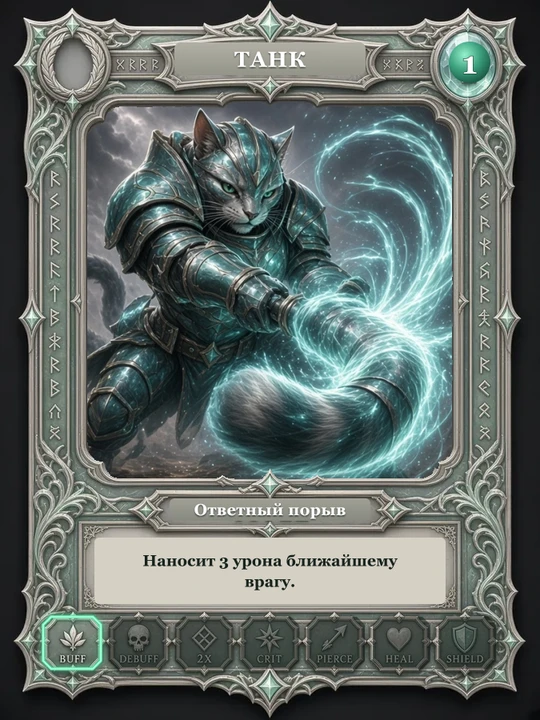 ТАНК
1
Ответный порыв
Наносит 3 урона ближайшему
врагу.
BUFF
DEBUFF
2X
CRIT
PIERCE
HEAL
SHIELD